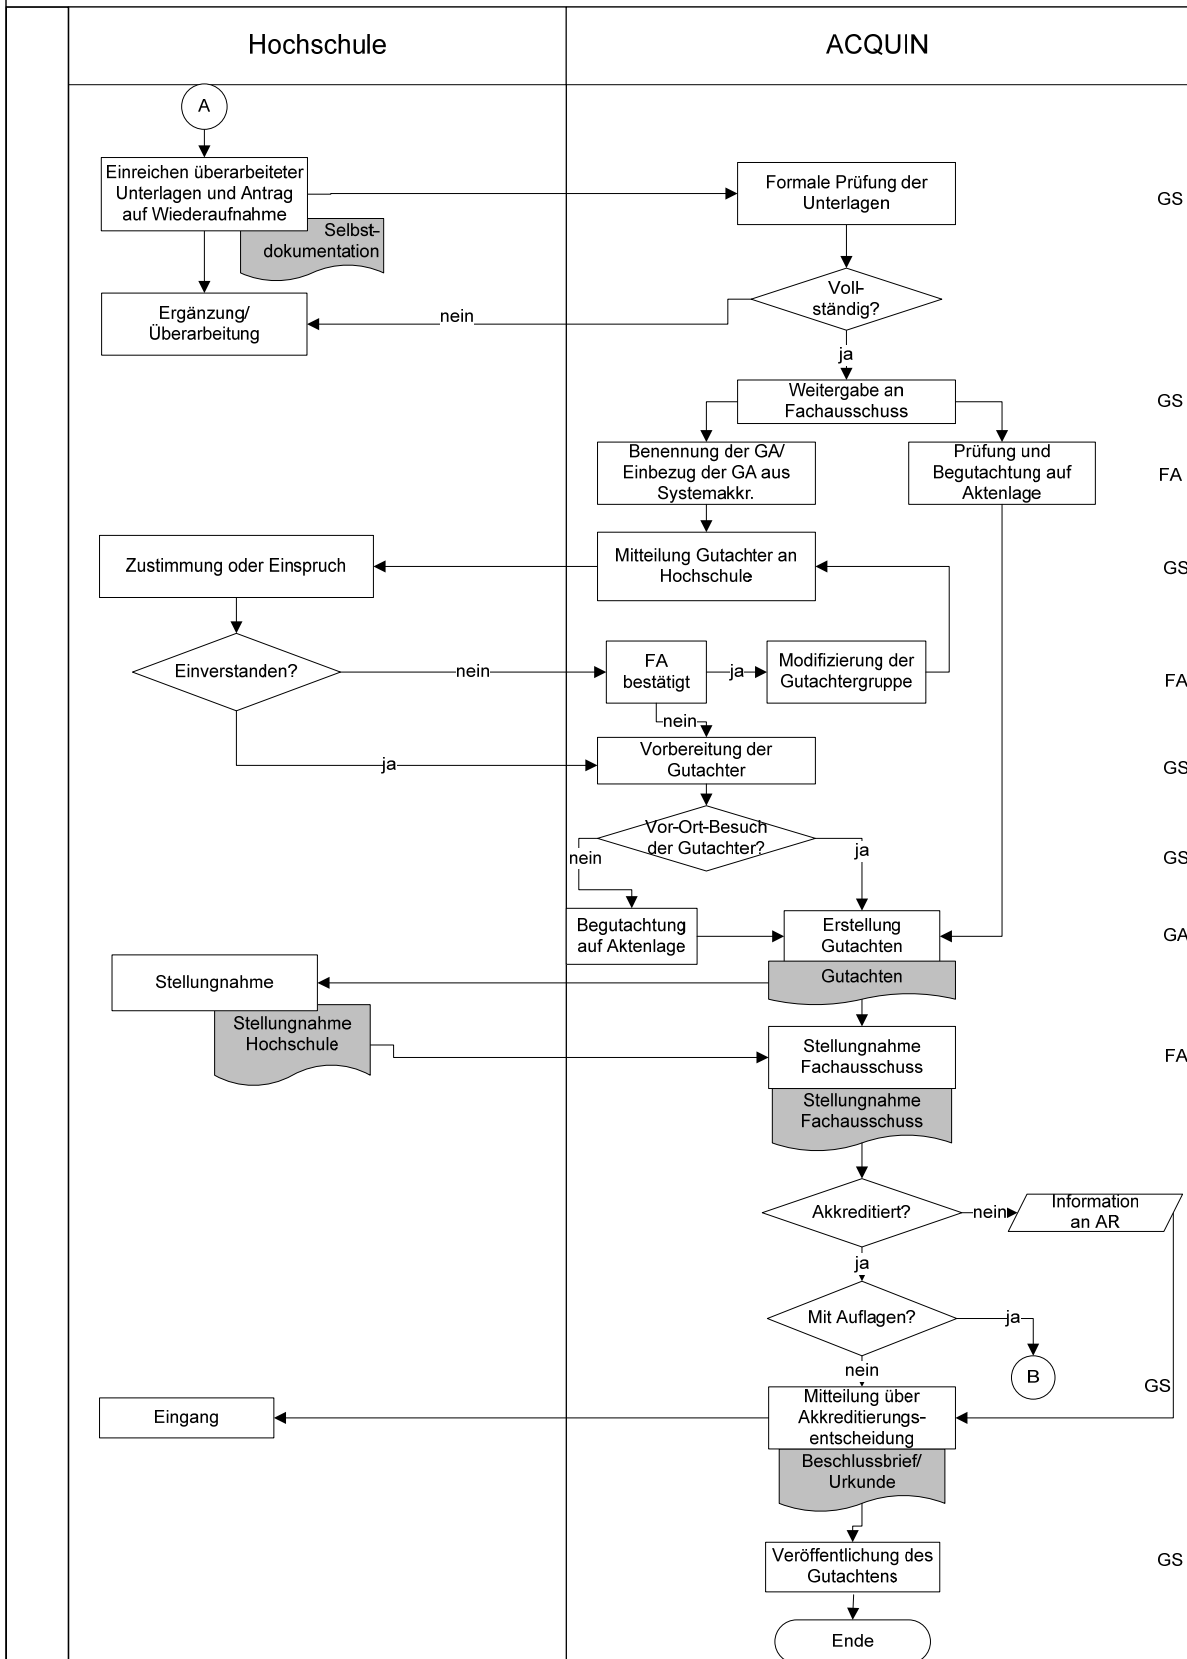 Hochschule
ACQUIN
A
Einreichen überarbeiteter
Unterlagen und Antrag
auf Wiederaufnahme
Formale Prüfung der
Unterlagen
GS
Selbst-
dokumentation
Voll-
ständig?
Ergänzung/
Überarbeitung
nein
ja
Weitergabe an
Fachausschuss
GS
Benennung der GA/
Einbezug der GA aus
Systemakkr.
Prüfung und
Begutachtung auf
Aktenlage
FA
Zustimmung oder Einspruch
Mitteilung Gutachter an
Hochschule
GS
Einverstanden?
nein
FA
bestätigt
ja
Modifizierung der
Gutachtergruppe
FA
nein
ja
Vorbereitung der
Gutachter
GS
Vor-Ort-Besuch
der Gutachter?
nein
ja
GS
Begutachtung
auf Aktenlage
Erstellung
Gutachten
GA
Gutachten
Stellungnahme
Stellungnahme
Hochschule
Stellungnahme
Fachausschuss
FA
Stellungnahme
Fachausschuss
Akkreditiert?
nein
Information
an AR
ja
Mit Auflagen?
ja
B
nein
GS
Eingang
Mitteilung über
Akkreditierungs-
entscheidung
Beschlussbrief/
Urkunde
Veröffentlichung des
Gutachtens
GS
Ende